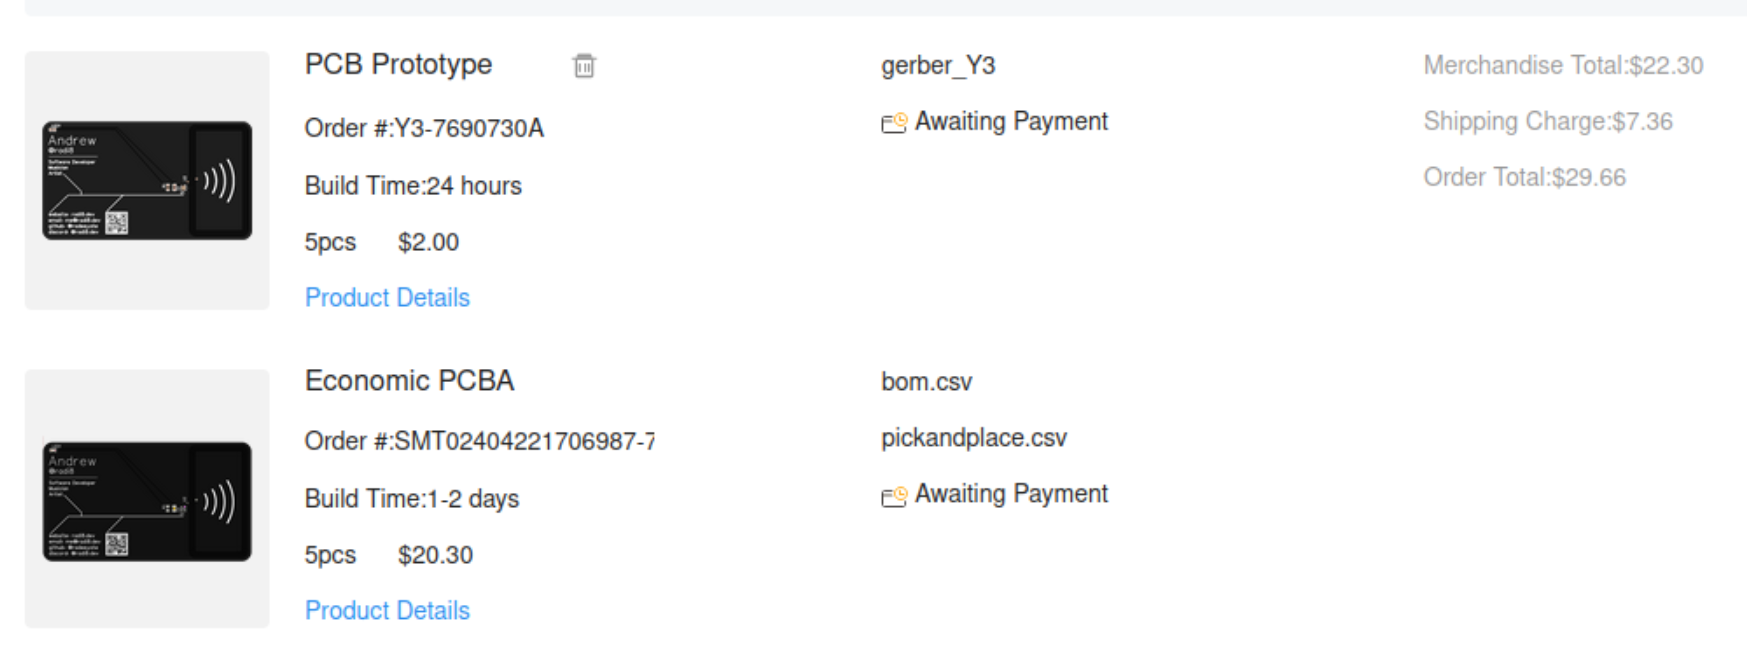 PCB Prototype
gerber_Y3
Merchandise Total:$22.30
Order #:Y3-7690730A
Awaiting Payment
Shipping Charge:$7.36
Build Time:24 hours
Order Total:$29.66
5pcs $2.00
Product Details
Andrew
Economic PCBA
bom.csv
Order #:SMT02404221706987-7
pickandplace.csv
Build Time:1-2 days
Awaiting Payment
5pcs $20.30
Product Details
Andrew